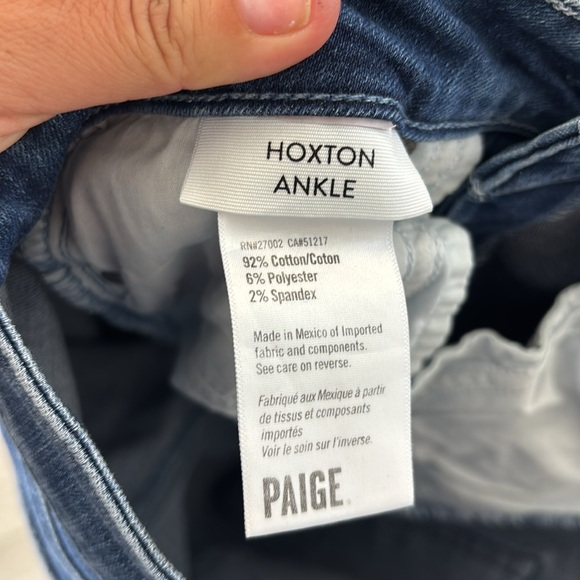 HOXTON
ANKLE
RN#27002 CA#51217
92% Cotton/Coton
6% Polyester
2% Spandex
Made in Mexico of Imported
fabric and components.
See care on reverse.
Fabriqué aux Mexique à partir
de tissus et composants
importés
Voir le soin sur l'inverse.
PAIGE